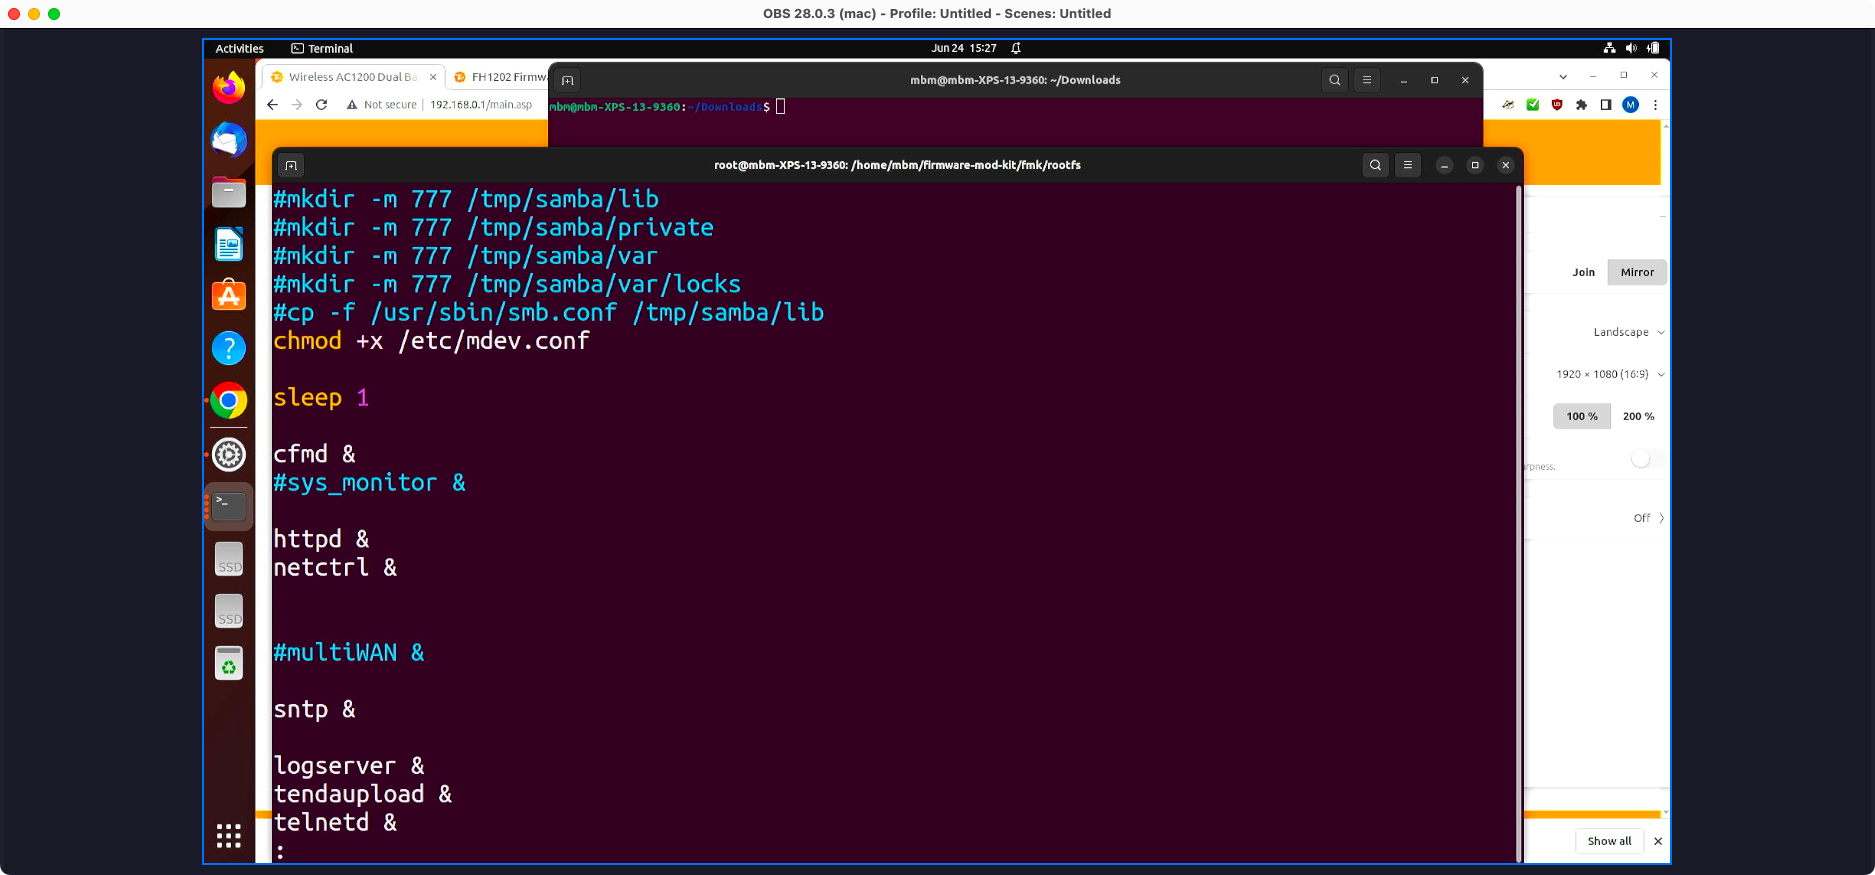 OBS 28.0.3 (mac) - Profile: Untitled - Scenes: Untitled
Activities
Terminal
Jun 24 15:27
Wireless AC1200 Dual Ba
FH1202 Firmw
mbm@mbm-XPS-13-9360: ~/Downloads
Not secure
192.168.0.1/main.asp
mbm@mbm-XPS-13-9360:~/Downloads$
M
root@mbm-XPS-13-9360: /home/mbm/firmware-mod-kit/fmk/rootfs
#mkdir -m 777 /tmp/samba/lib
#mkdir -m 777 /tmp/samba/private
#mkdir -m 777 /tmp/samba/var
#mkdir -m 777 /tmp/samba/var/locks
#cp -f /usr/sbin/smb.conf /tmp/samba/lib
chmod +x /etc/mdev.conf
sleep 1
cfmd &
#sys_monitor &
httpd &
netctrl &
#multiWAN &
sntp &
logserver &
tendaupload &
telnetd &
:
Join
Mirror
Landscape
1920 × 1080 (16:9)
100 %
200 %
arpness.
Off
SSD
SSD
Show all